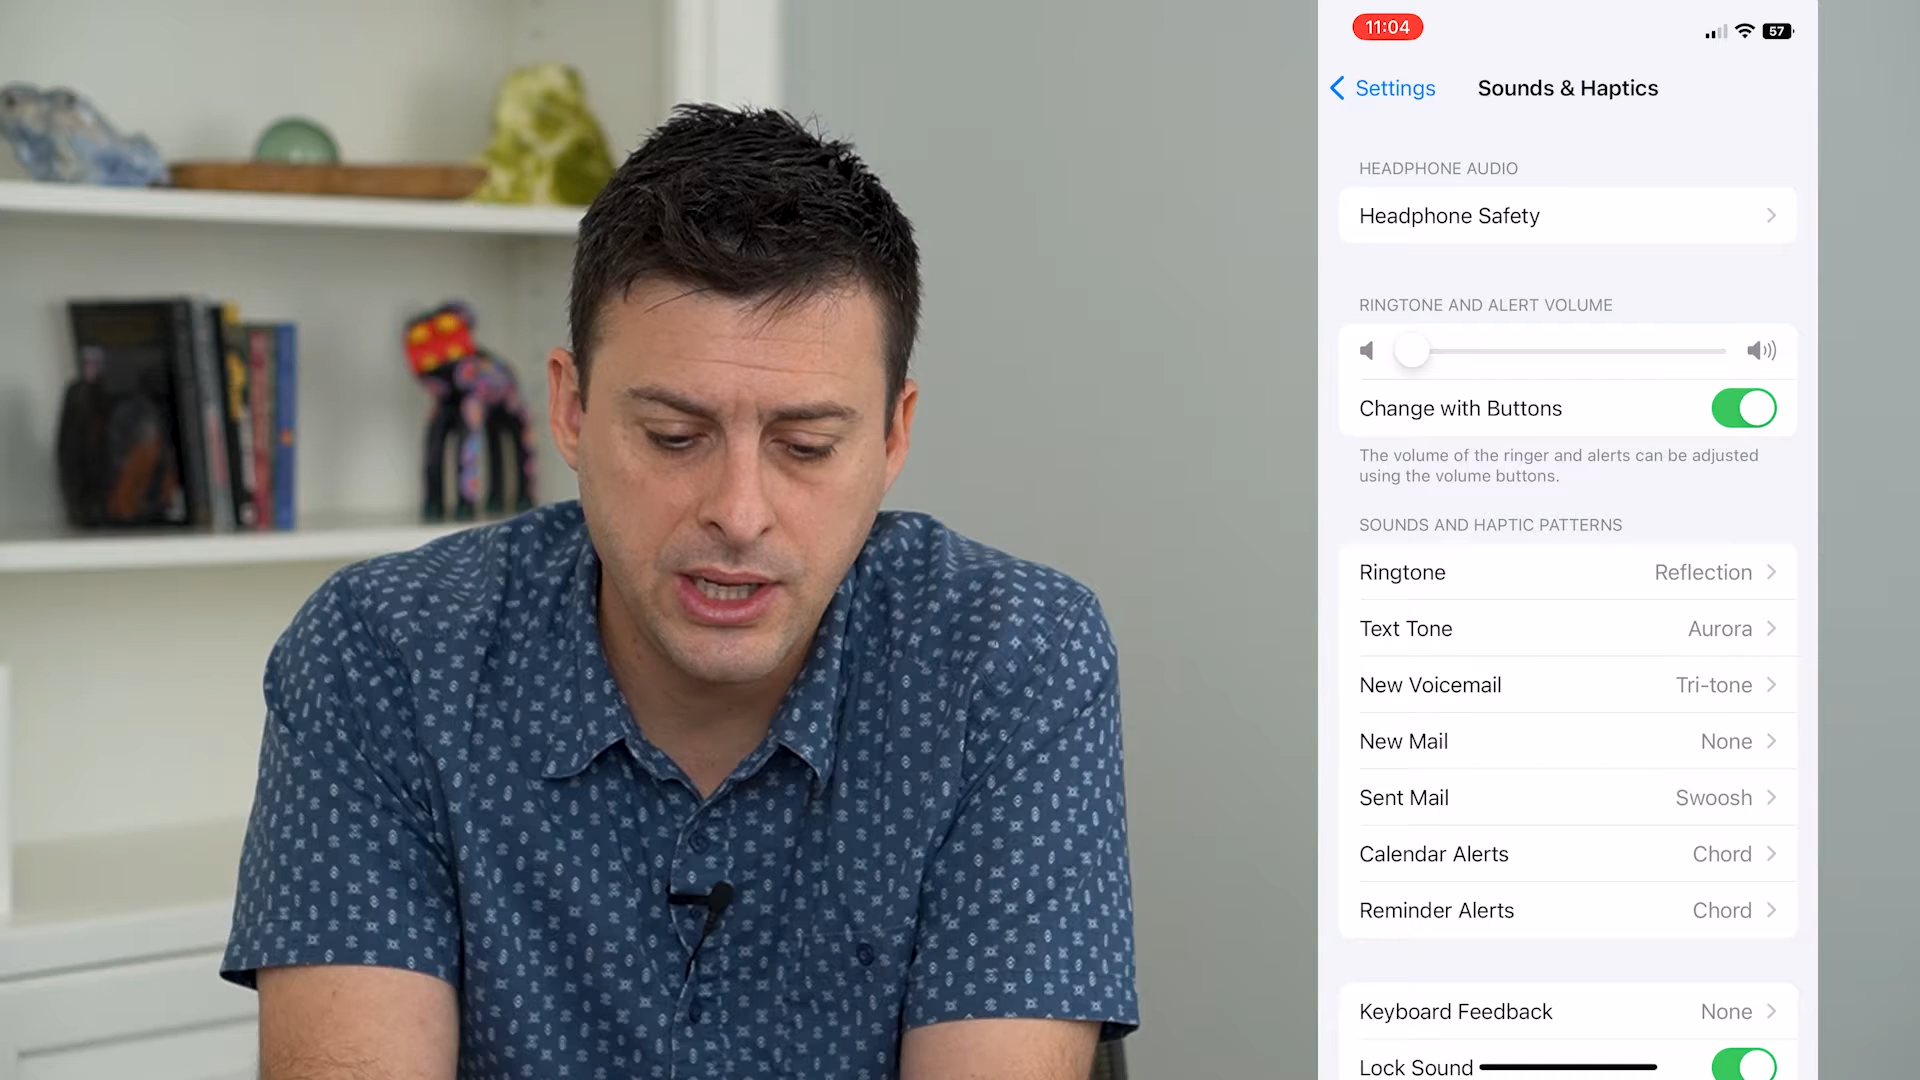 11:04
57
Settings
Sounds & Haptics
HEADPHONE AUDIO
Headphone Safety
RINGTONE AND ALERT VOLUME
Change with Buttons
The volume of the ringer and alerts can be adjusted
using the volume buttons.
SOUNDS AND HAPTIC PATTERNS
Ringtone Reflection
Text Tone Aurora
New Voicemail Tri-tone
New Mail None
Sent Mail Swoosh
Calendar Alerts Chord
Reminder Alerts Chord
Keyboard Feedback None
Lock Sound